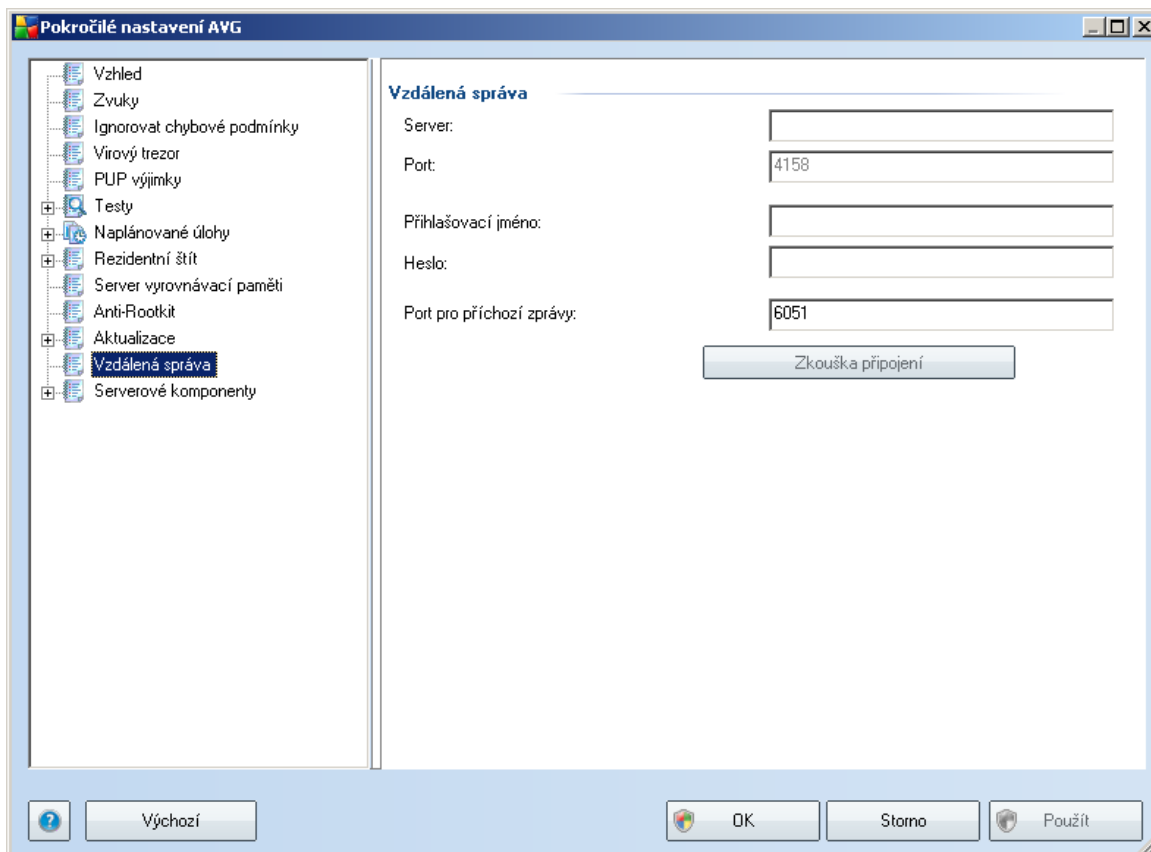 Pokročilé nastavení AVG
Vzhled
Zvuky
Ignorovat chybové podmínky
Virový trezor
PUP výjimky
Testy
Naplánované úlohy
Rezidentní štít
Server vyrovnávací paměti
Anti-Rootkit
Aktualizace
Vzdálená správa
Serverové komponenty
Vzdálená správa
Server:
Port: 4158
Přihlašovací jméno:
Heslo:
Port pro příchozí zprávy: 6051
Zkouška připojení
Výchozí OK Storno Použít